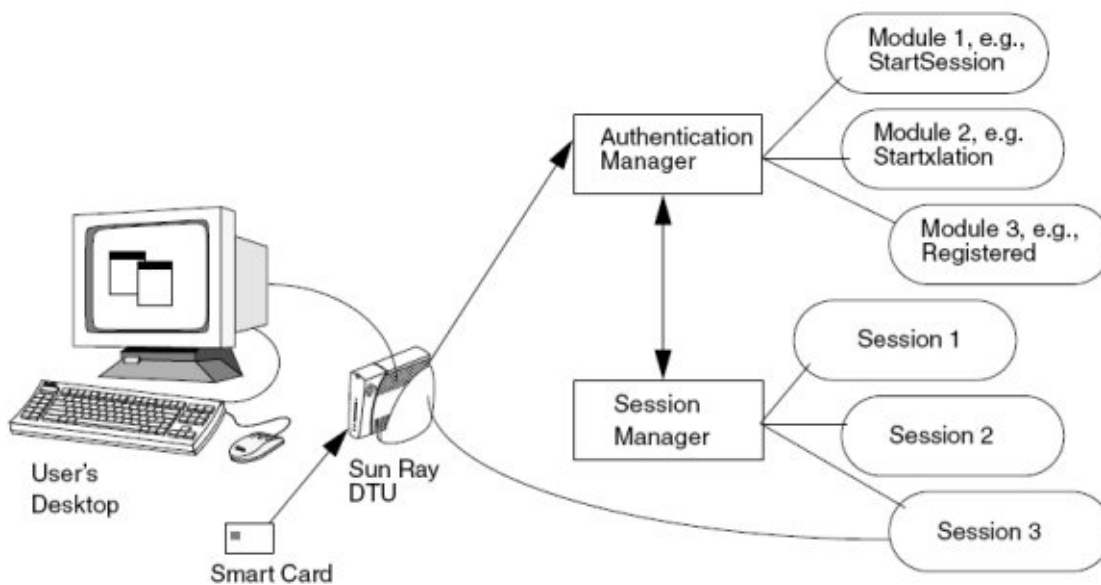 Module 1, e.g.,
StartSession
Authentication
Manager
Module 2, e.g.
Startxlation
Module 3, e.g.,
Registered
Session 1
Session
Manager
Session 2
Session 3
User's
Desktop
Sun Ray
DTU
Smart Card